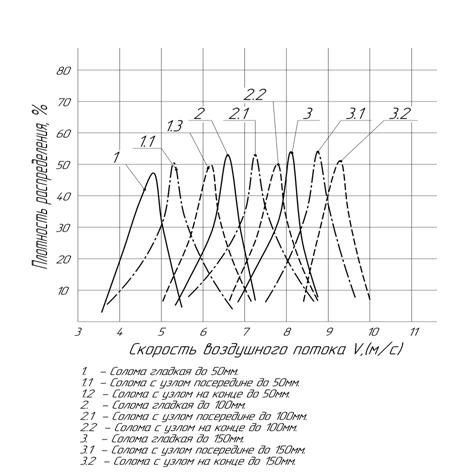 80
70
60
50
40
30
20
10
Плотность распределения, %
1
1.1
1.3
2
2.1
2.2
3
3.1
3.2
3 4 5 6 7 8 9 10 11
Скорость воздушного потока V,(м/с)
1. – Солома гладкая до 50мм.
1.1 – Солома с узлом посередине до 50мм.
1.2 – Солома с узлом на конце до 50мм.
2. – Солома гладкая до 100мм.
2.1 – Солома с узлом посередине до 100мм.
2.2 – Солома с узлом на конце до 100мм.
3. – Солома гладкая до 150мм.
3.1 – Солома с узлом посередине до 150мм.
3.2 – Солома с узлом на конце до 150мм.